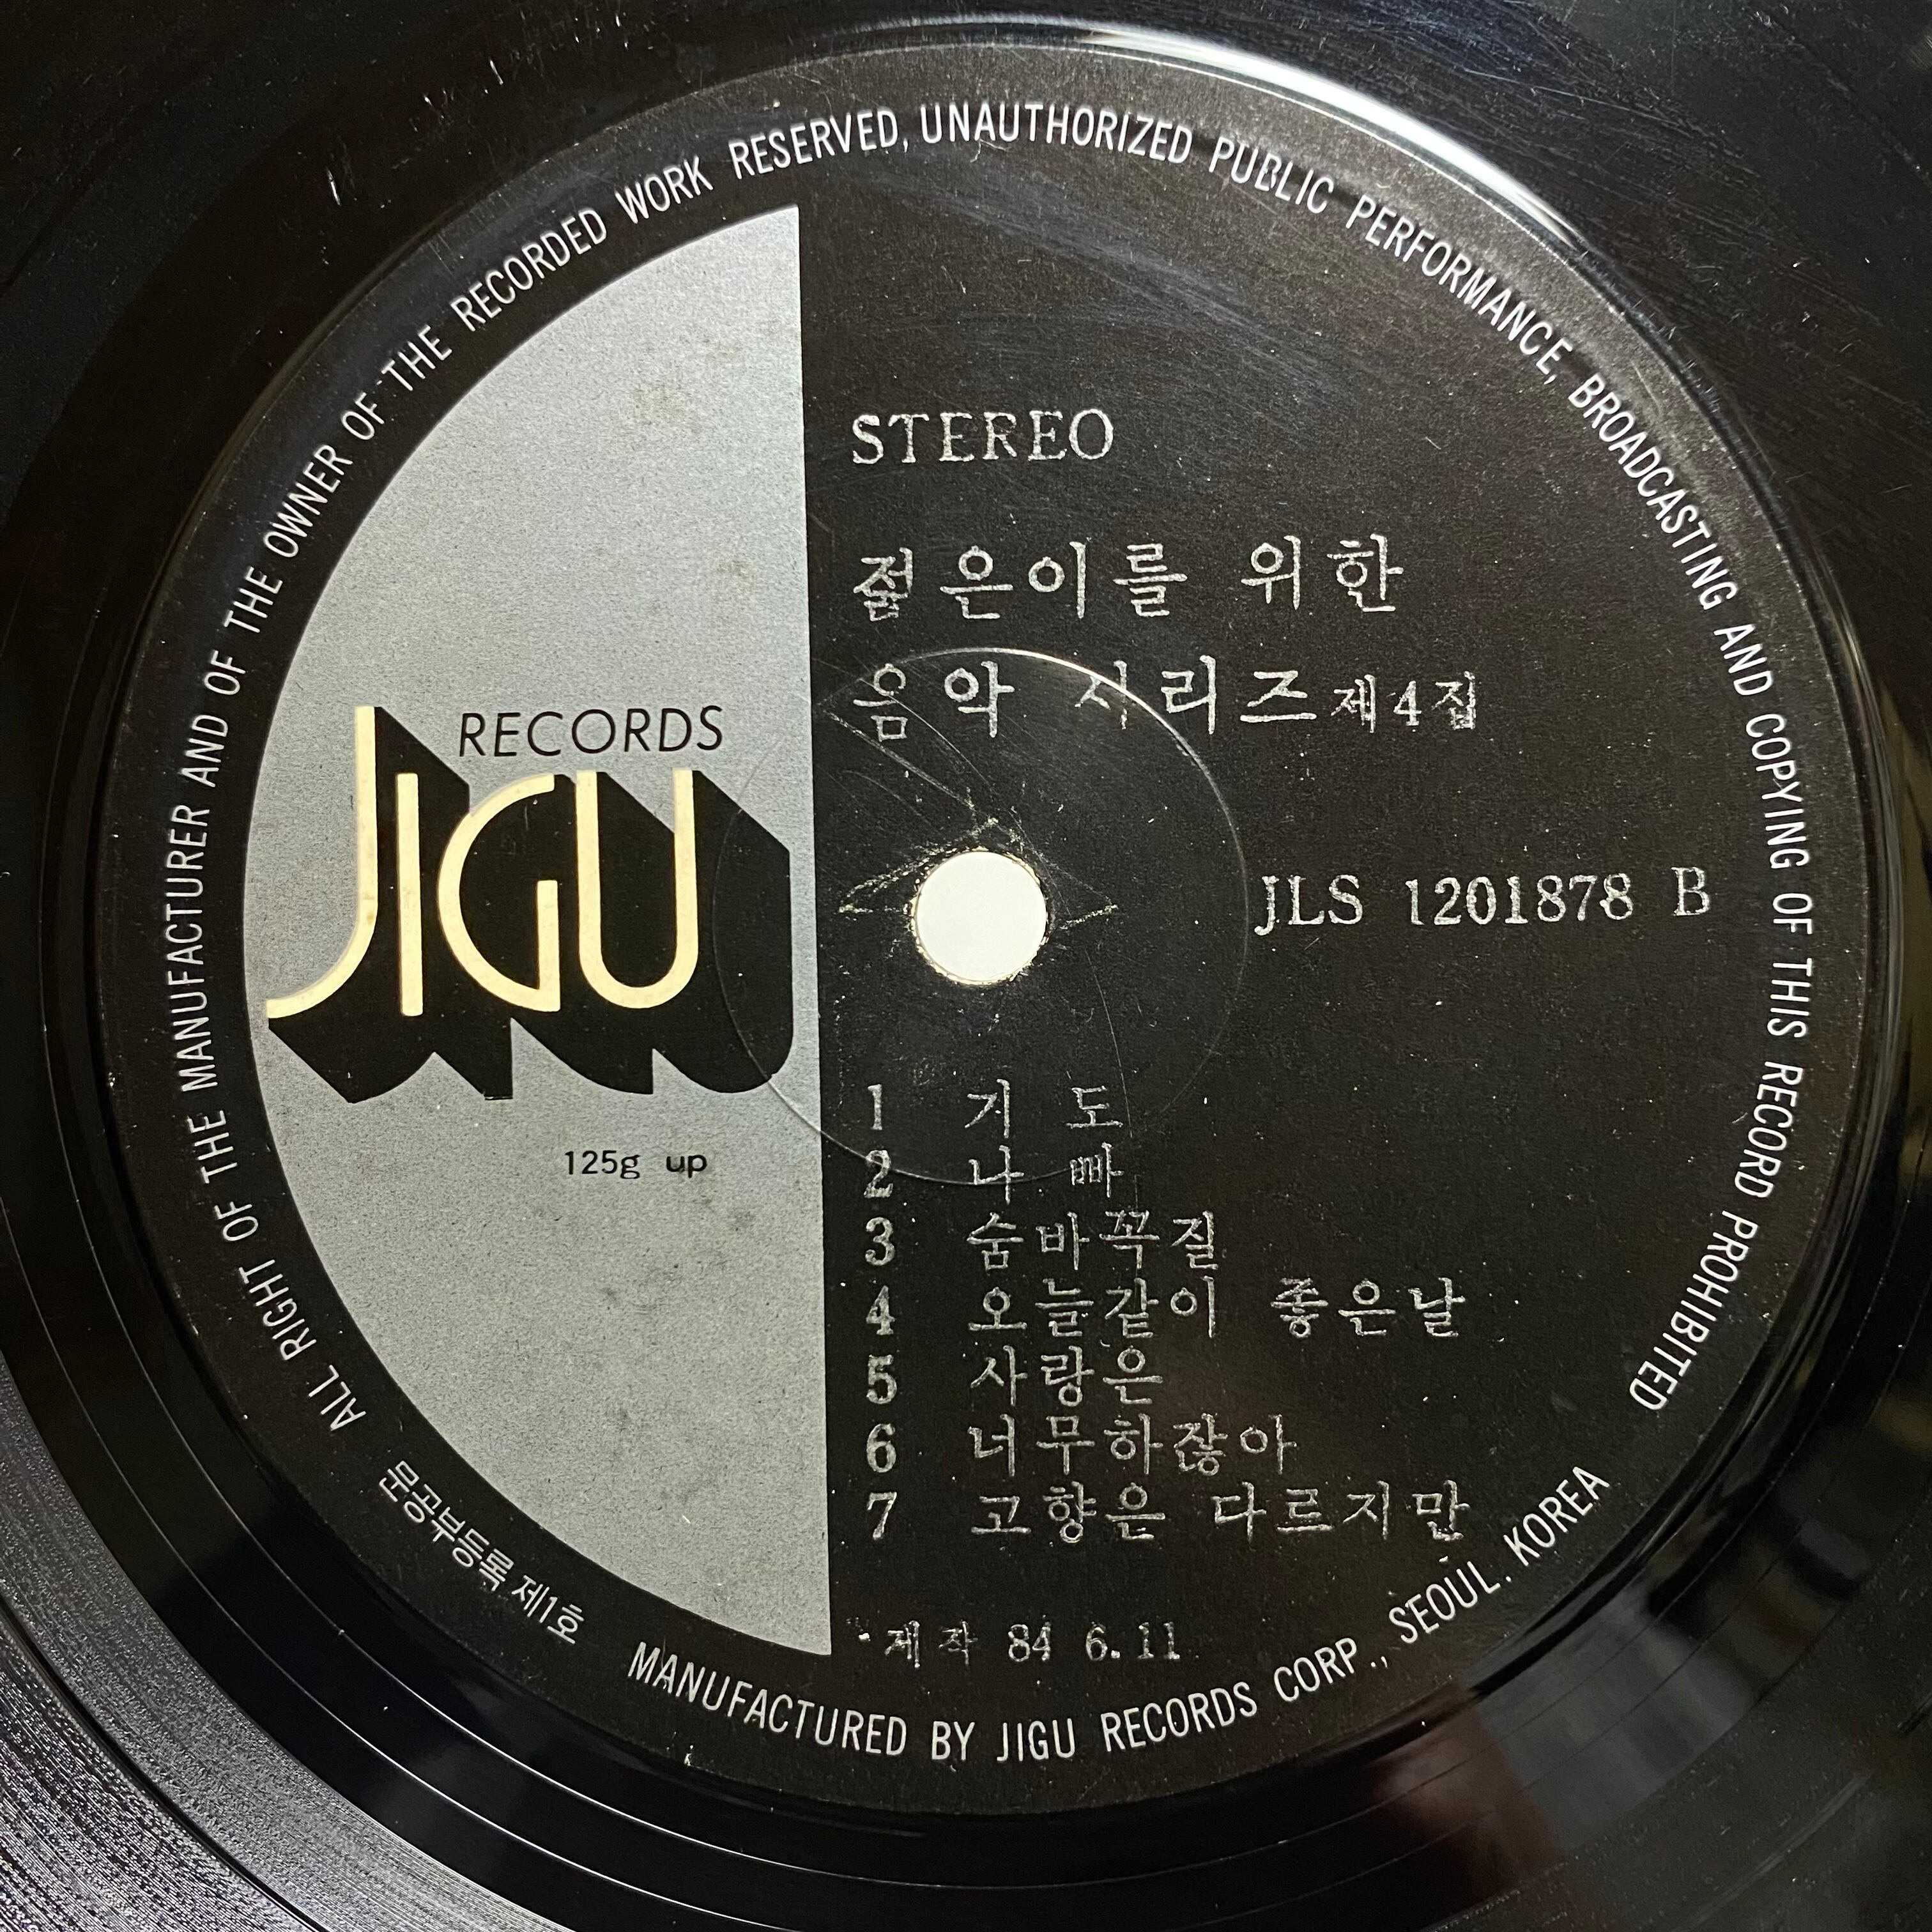 ALL RIGHT OF THE MANUFACTURER AND OF THE OWNER OF THE RECORDED WORK RESERVED, UNAUTHORIZED PUBLIC PERFORMANCE, BROADCASTING AND COPYING OF THIS RECORD PROHIBITED
RECORDS
JIGU
125g up
STEREO
젊은이를 위한
음악 시리즈 제4집
JLS 1201878 B
1 기 도
2 나 빠
3 숨바꼭질
4 오늘같이 좋은날
5 사랑은
6 너무하잖아
7 고향은 다르지만
·제작 84 6.11
문공부등록 제1호
MANUFACTURED BY JIGU RECORDS CORP., SEOUL. KOREA